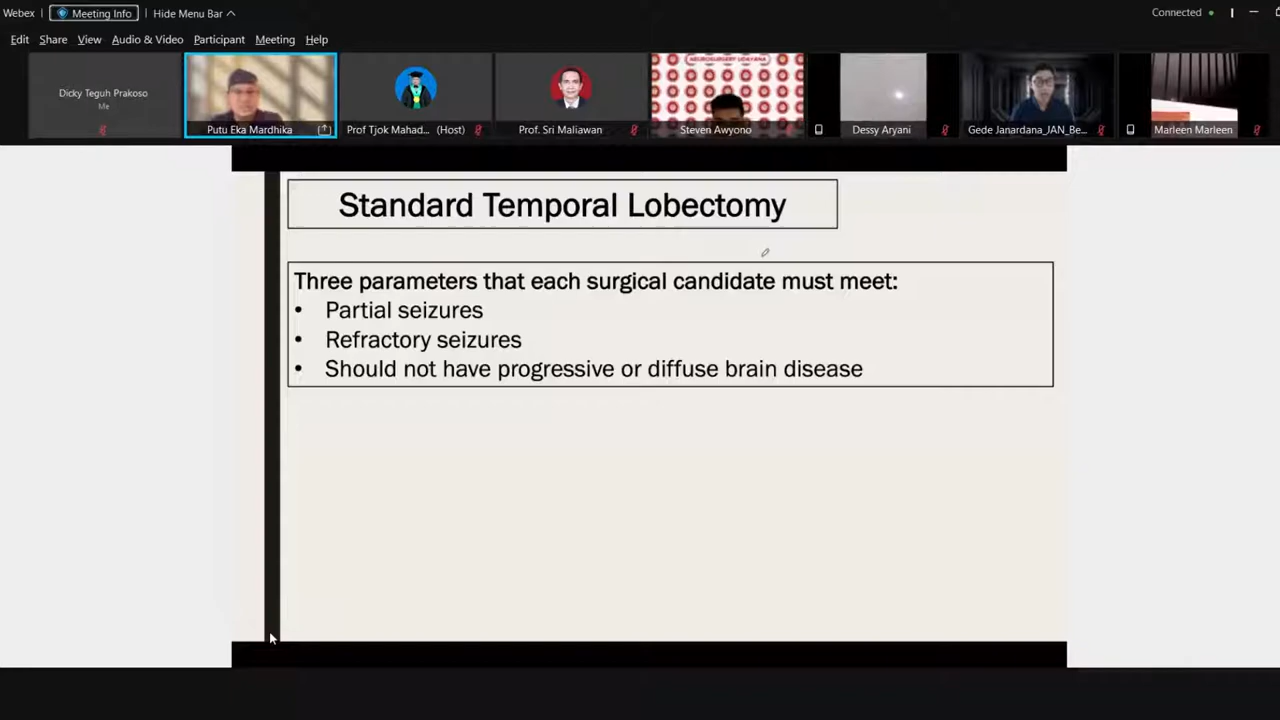 Webex
Meeting Info
Hide Menu Bar
Connected
Edit Share View Audio & Video Participant Meeting Help
Dicky Teguh Prakoso
Me
Putu Eka Mardhika
Prof Tjok Mahad... (Host)
Prof. Sri Maliawan
NEUROSURGERY UDAYANA
Steven Awyono
Dessy Aryani
Gede Janardana_JAN_Be...
Marleen Marleen
Standard Temporal Lobectomy
Three parameters that each surgical candidate must meet:
• Partial seizures
• Refractory seizures
• Should not have progressive or diffuse brain disease